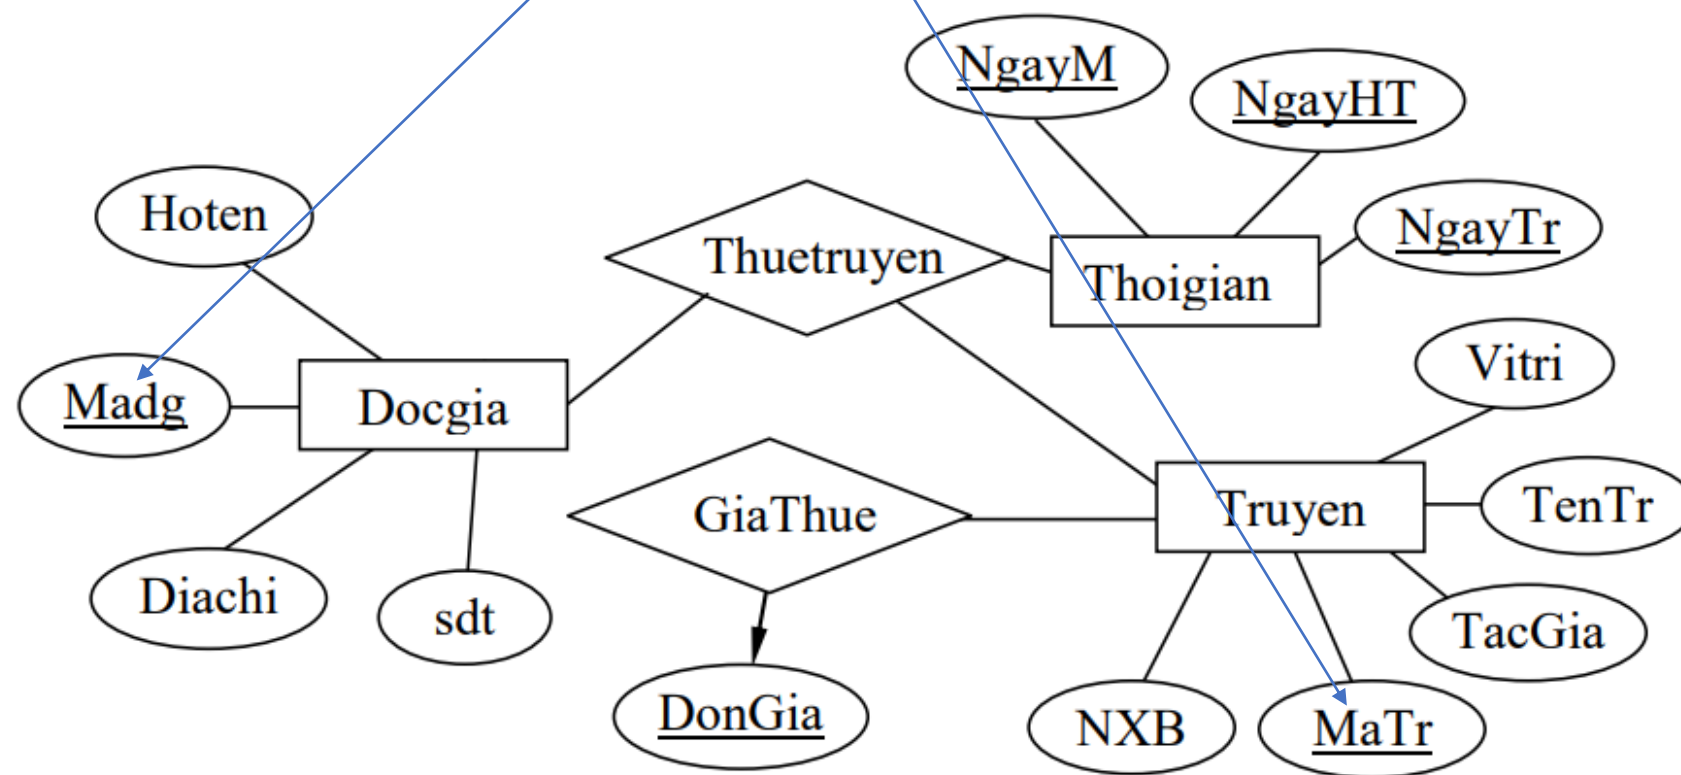 NgayM
NgayHT
Hoten
NgayTr
Thuetruyen
Thoigian
Vitri
Madg
Docgia
TenTr
GiaThue
Truyen
Diachi
sdt
TacGia
DonGia
NXB
MaTr